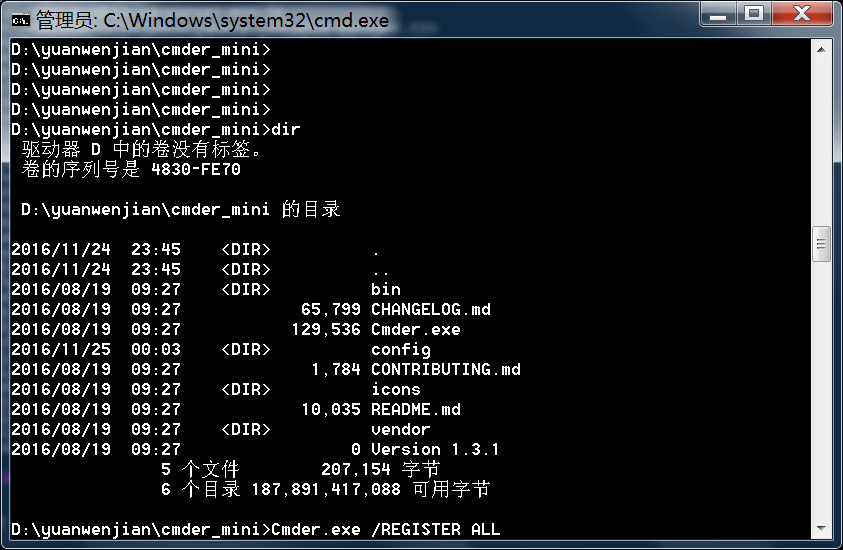 管理员: C:\Windows\system32\cmd.exe
D:\yuanwenjian\cmder_mini>
D:\yuanwenjian\cmder_mini>
D:\yuanwenjian\cmder_mini>
D:\yuanwenjian\cmder_mini>
D:\yuanwenjian\cmder_mini>dir
 驱动器 D 中的卷没有标签。
 卷的序列号是 4830-FE70

 D:\yuanwenjian\cmder_mini 的目录

2016/11/24  23:45    <DIR>          .
2016/11/24  23:45    <DIR>          ..
2016/08/19  09:27    <DIR>          bin
2016/08/19  09:27            65,799 CHANGELOG.md
2016/08/19  09:27           129,536 Cmder.exe
2016/11/25  00:03    <DIR>          config
2016/08/19  09:27             1,784 CONTRIBUTING.md
2016/08/19  09:27    <DIR>          icons
2016/08/19  09:27            10,035 README.md
2016/08/19  09:27    <DIR>          vendor
2016/08/19  09:27                 0 Version 1.3.1
               5 个文件        207,154 字节
               6 个目录 187,891,417,088 可用字节

D:\yuanwenjian\cmder_mini>Cmder.exe /REGISTER ALL